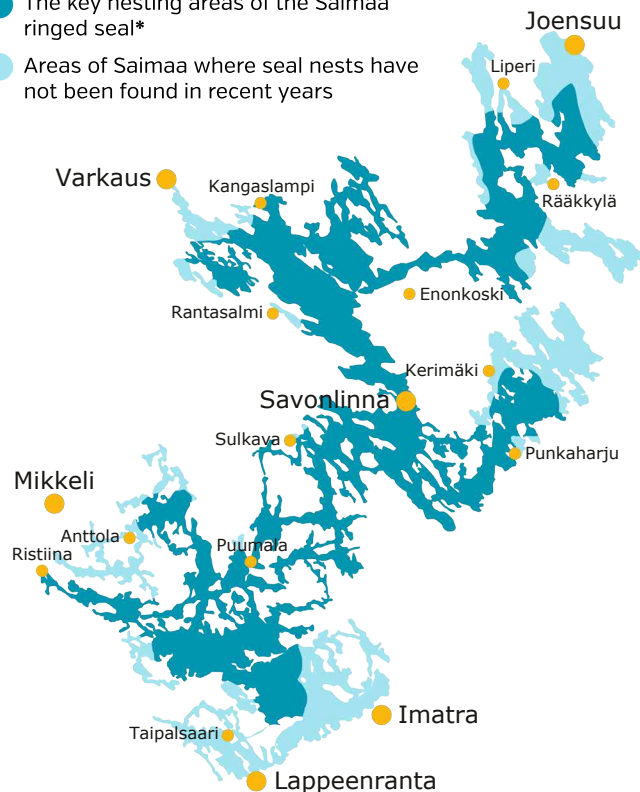 The key nesting areas of the Saimaa
ringed seal*
Areas of Saimaa where seal nests have
not been found in recent years
Joensuu
Liperi
Varkaus
Kangaslampi
Rääkkylä
Enonkoski
Rantasalmi
Kerimäki
Savonlinna
Sulkava
Punkaharju
Mikkeli
Anttola
Puumala
Ristiina
Imatra
Taipalsaari
Lappeenranta